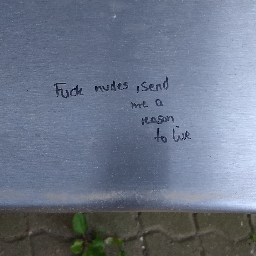 Fuck nudes, send
me a
reason
to live